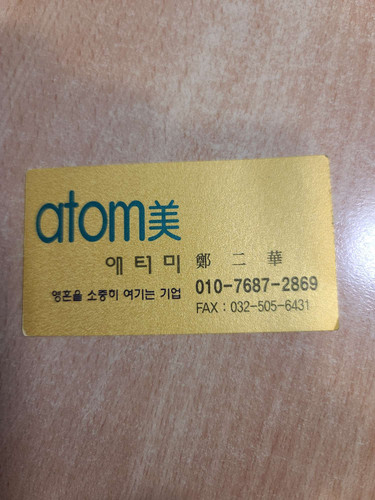 atom美
애터미 鄭二華
영혼을 소중히 여기는 기업 010-7687-2869
FAX : 032-505-6431